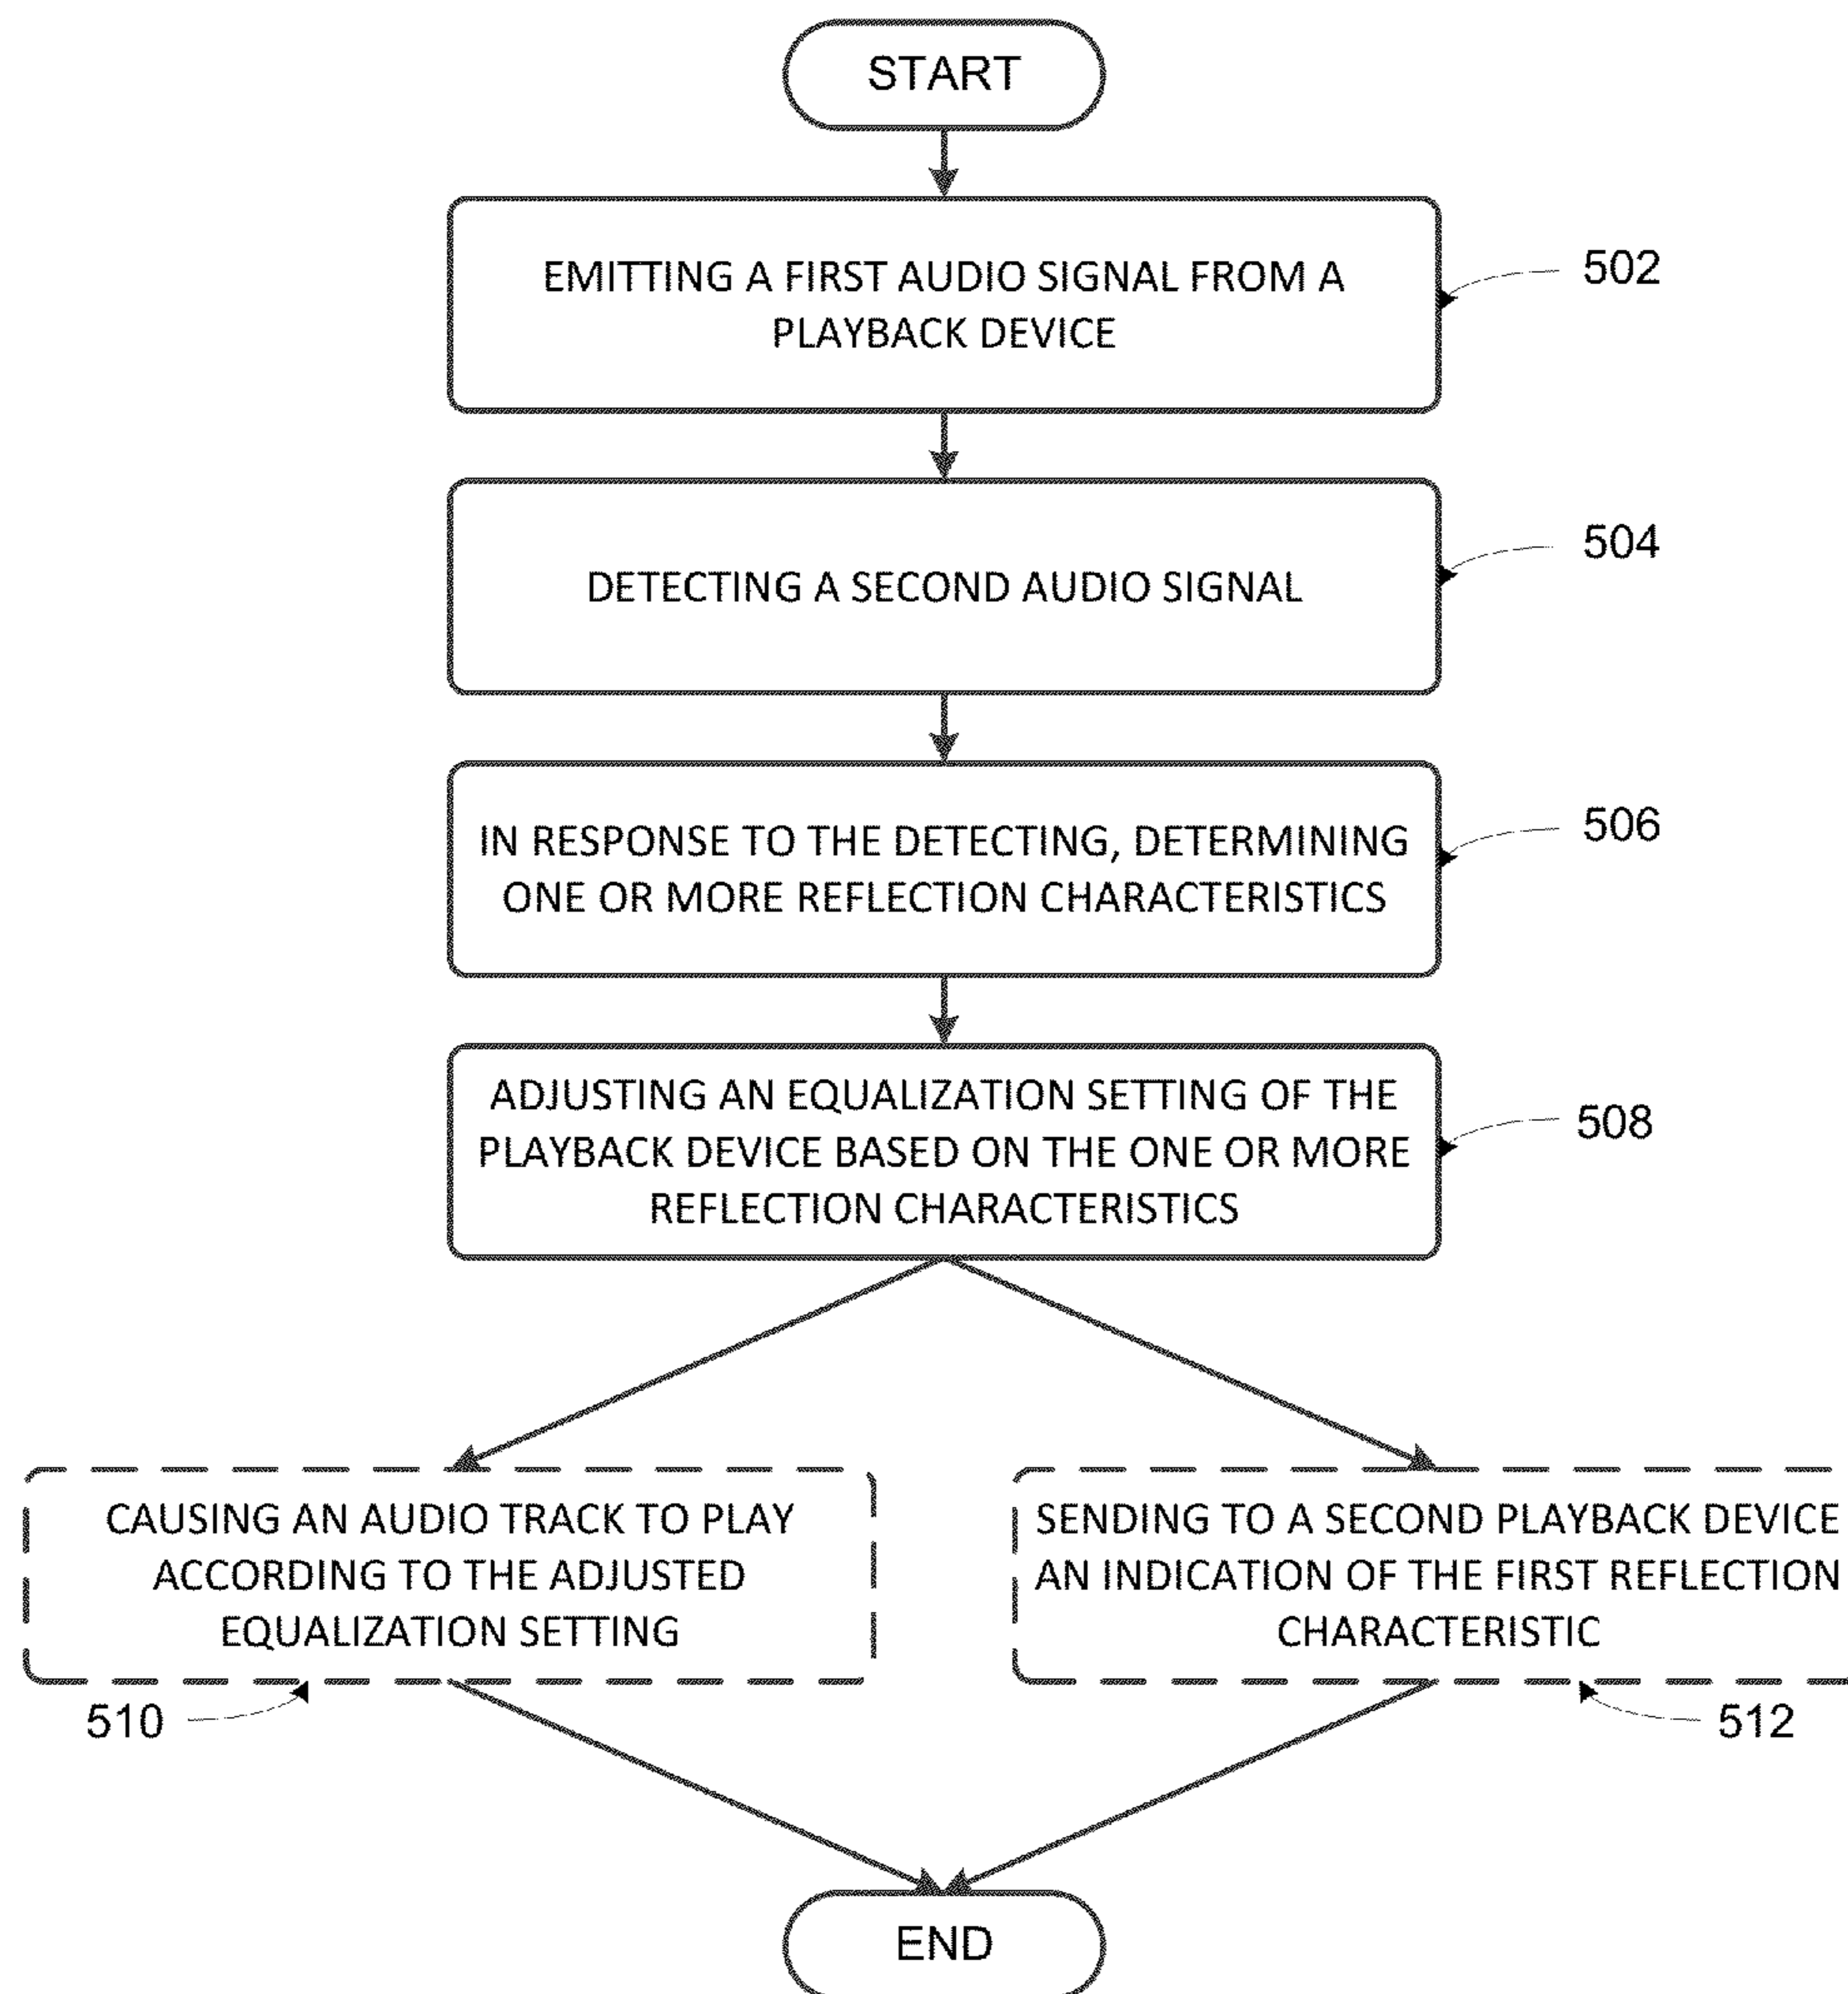 START
EMITTING A FIRST AUDIO SIGNAL FROM A
PLAYBACK DEVICE
502
DETECTING A SECOND AUDIO SIGNAL
504
IN RESPONSE TO THE DETECTING, DETERMINING
ONE OR MORE REFLECTION CHARACTERISTICS
506
ADJUSTING AN EQUALIZATION SETTING OF THE
PLAYBACK DEVICE BASED ON THE ONE OR MORE
REFLECTION CHARACTERISTICS
508
CAUSING AN AUDIO TRACK TO PLAY
ACCORDING TO THE ADJUSTED
EQUALIZATION SETTING
510
SENDING TO A SECOND PLAYBACK DEVICE
AN INDICATION OF THE FIRST REFLECTION
CHARACTERISTIC
512
END